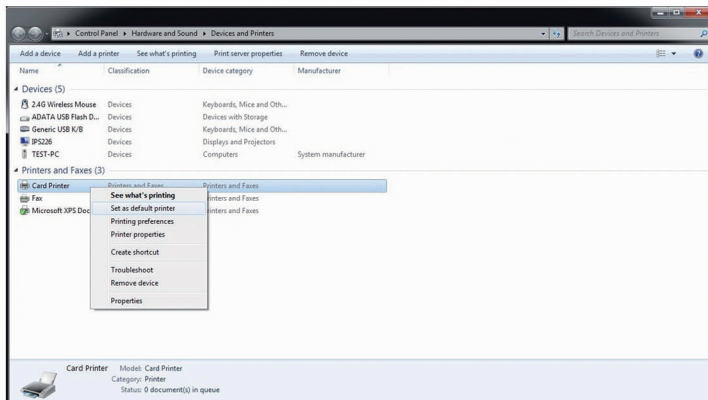 Control Panel ▸ Hardware and Sound ▸ Devices and Printers
Search Devices and Printers
Add a device Add a printer See what's printing Print server properties Remove device
Name Classification Device category Manufacturer
Devices (5)
2.4G Wireless Mouse Devices Keyboards, Mice and Oth...
ADATA USB Flash D... Devices Devices with Storage
Generic USB K/B Devices Keyboards, Mice and Oth...
IPS226 Devices Displays and Projectors
TEST-PC Devices Computers System manufacturer
Printers and Faxes (3)
Card Printer Printers and Faxes Printers and Faxes
Fax rinters and Faxes
Microsoft XPS Doc rinters and Faxes
See what's printing
Set as default printer
Printing preferences
Printer properties
Create shortcut
Troubleshoot
Remove device
Properties
Card Printer Model: Card Printer
Category: Printer
Status: 0 document(s) in queue